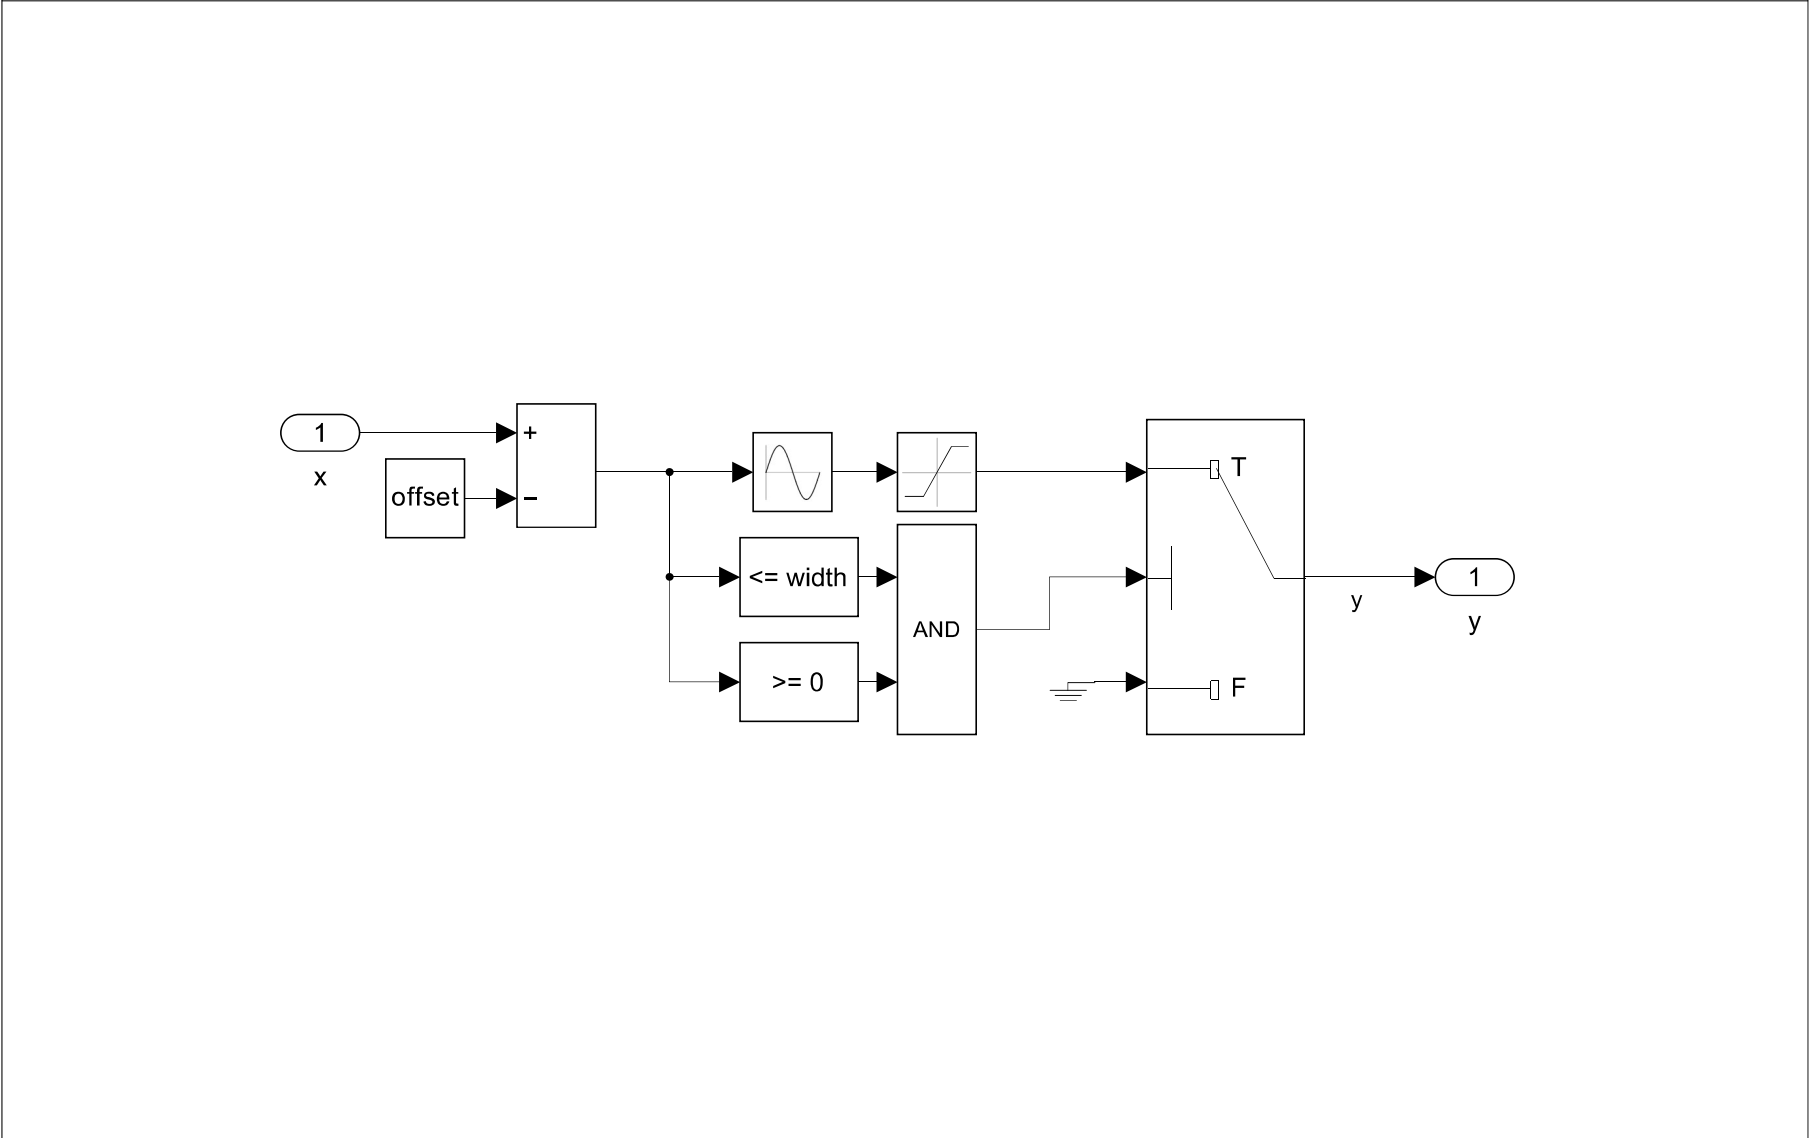 1
x
offset
+
−
<= width
>= 0
AND
T
F
y
1
y